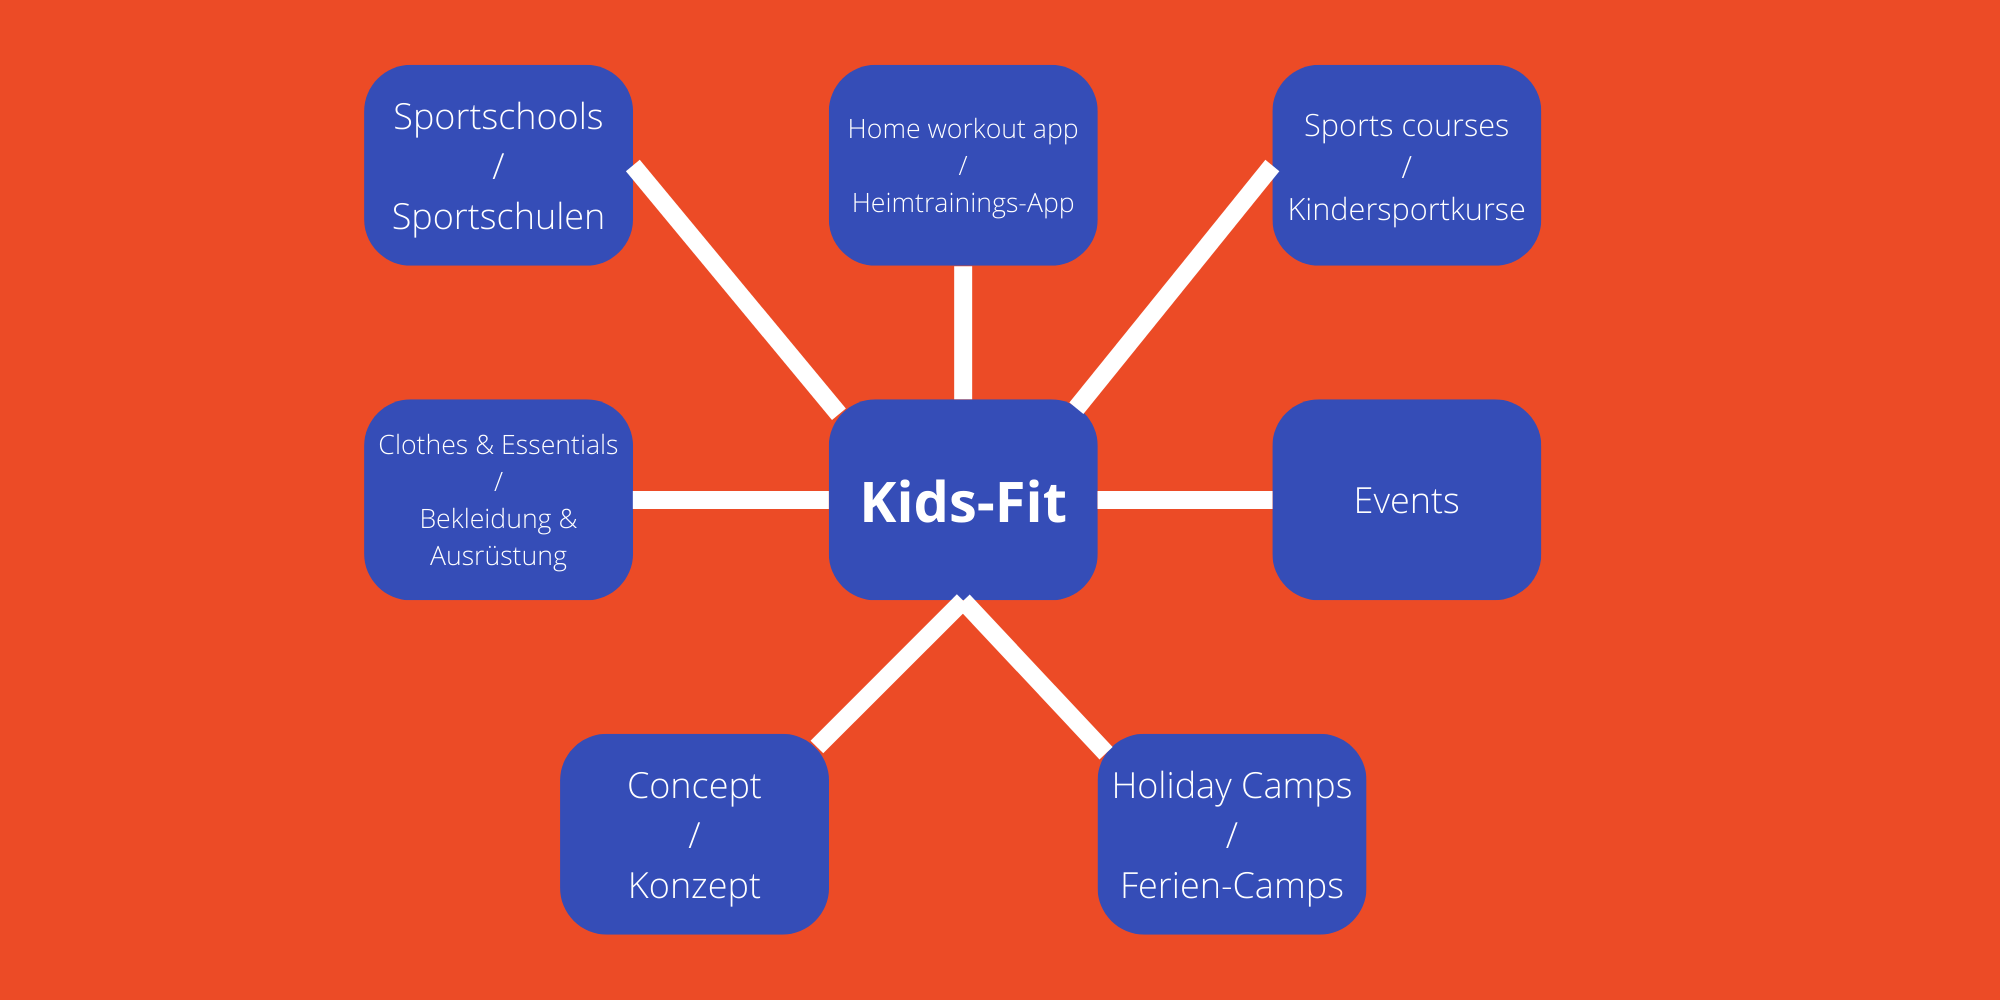 Sportschools
/
Sportschulen
Home workout app
/
Heimtrainings-App
Sports courses
/
Kindersportkurse
Clothes & Essentials
/
Bekleidung &
Ausrüstung
Kids-Fit
Events
Concept
/
Konzept
Holiday Camps
/
Ferien-Camps